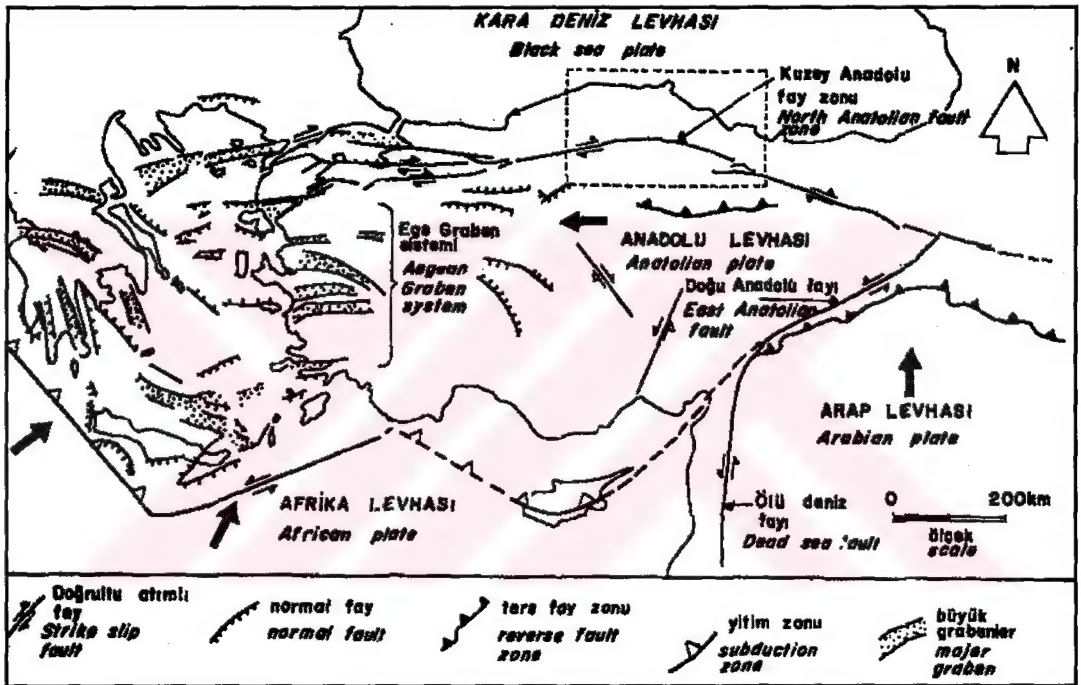 KARA DENİZ LEVHASI
Black sea plate
Kuzey Anadolu
fay zonu
North Anatolian fault
zone
N
Ege Graben
sistemi
Aegean
Graben
system
ANADOLU LEVHASI
Anatolian plate
Doğu Anadolu fayı
East Anatolian
fault
ARAP LEVHASI
Arabian plate
AFRİKA LEVHASI
African plate
Ölü deniz
fayı
Dead sea fault
0 200km
ölçek
scale
Doğrultu atımlı
fay
Strike slip
fault
normal fay
normal fault
ters fay zonu
reverse fault
zone
yitim zonu
subduction
zone
büyük
grabenler
major
graben